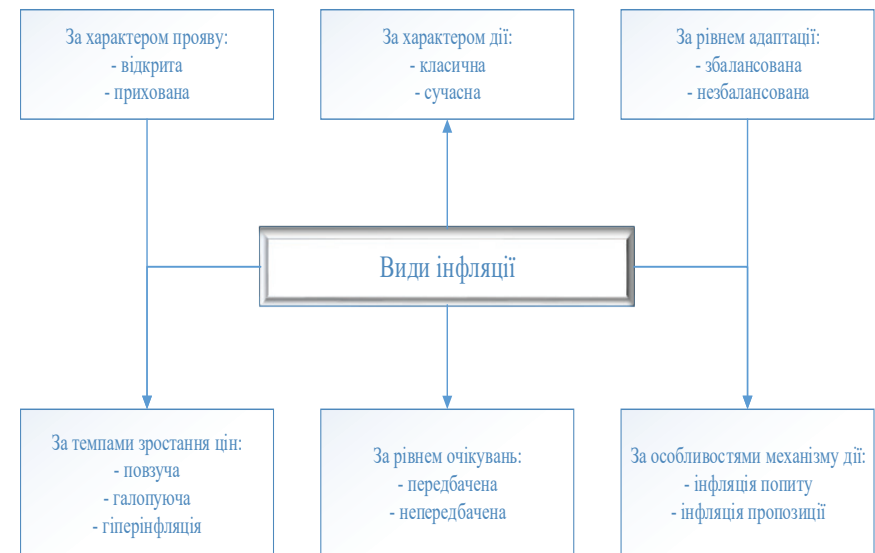 За характером прояву:
- відкрита
- прихована
За характером дії:
- класична
- сучасна
За рівнем адаптації:
- збалансована
- незбалансована
Види інфляції
За темпами зростання цін:
- повзуча
- галопуюча
- гіперінфляція
За рівнем очікувань:
- передбачена
- непередбачена
За особливостями механізму дії:
- інфляція попиту
- інфляція пропозиції